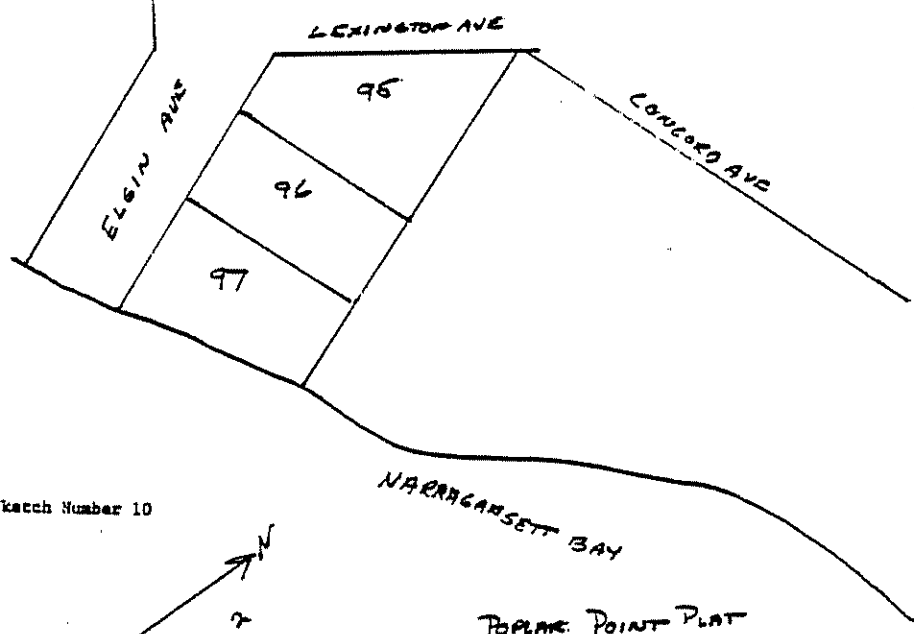 LEXINGTON AVE
95
CONCORD AVE
ELGIN AVE
96
97
NARRAGANSETT BAY
ketch Number 10
N
POPLAR POINT PLAT